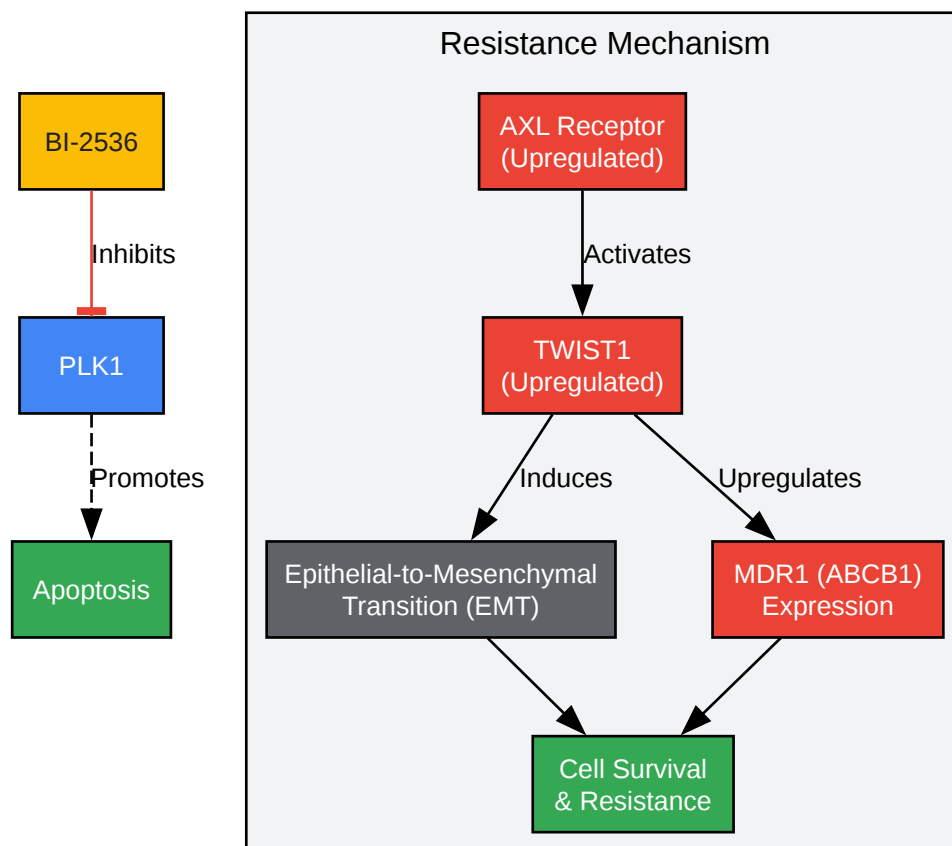 Resistance Mechanism
BI-2536
Inhibits
PLK1
Promotes
Apoptosis
AXL Receptor
(Upregulated)
Activates
TWIST1
(Upregulated)
Induces
Upregulates
Epithelial-to-Mesenchymal
Transition (EMT)
MDR1 (ABCB1)
Expression
Cell Survival
& Resistance